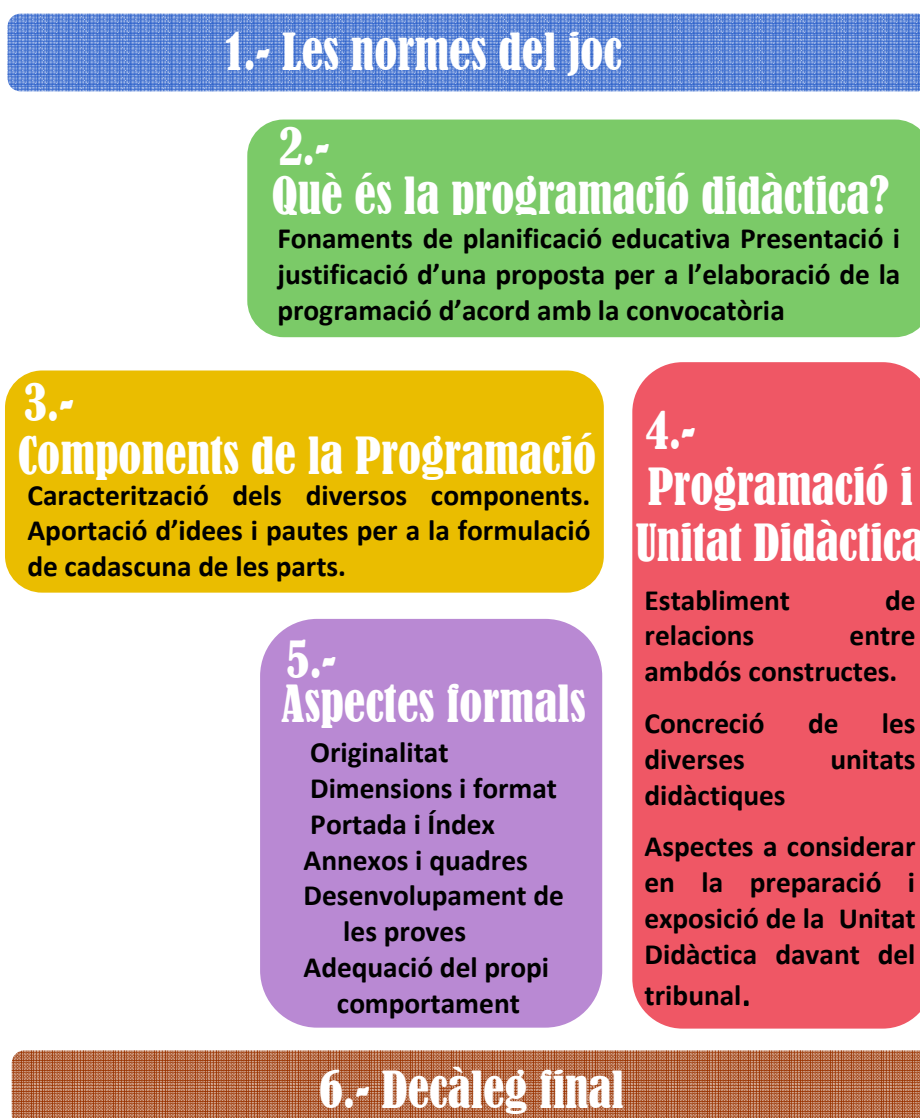 1.- Les normes del joc
2.-
Què és la programació didàctica?
Fonaments de planificació educativa Presentació i
justificació d'una proposta per a l'elaboració de la
programació d'acord amb la convocatòria
3.-
Components de la Programació
Caracterització dels diversos components.
Aportació d'idees i pautes per a la formulació
de cadascuna de les parts.
4.-
Programació i
Unitat Didàctica
Establiment de
relacions entre
ambdós constructes.
Concreció de les
diverses unitats
didàctiques
Aspectes a considerar
en la preparació i
exposició de la Unitat
Didàctica davant del
tribunal.
5.-
Aspectes formals
Originalitat
Dimensions i format
Portada i Índex
Annexos i quadres
Desenvolupament de
les proves
Adequació del propi
comportament
6.- Decàleg final